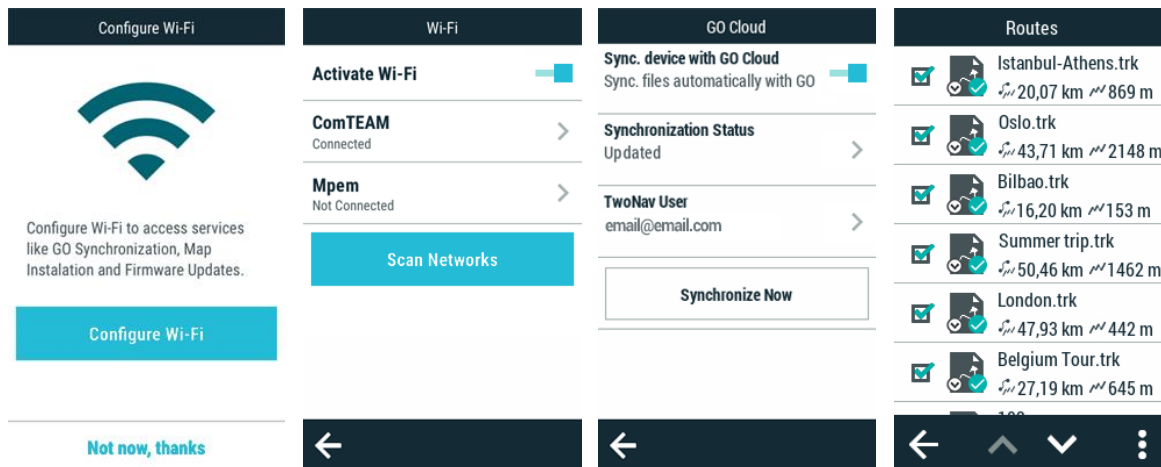 Configure Wi-Fi
Configure Wi-Fi to access services
like GO Synchronization, Map
Instalation and Firmware Updates.
Configure Wi-Fi
Not now, thanks
Wi-Fi
Activate Wi-Fi
ComTEAM
Connected
Mpem
Not Connected
Scan Networks
GO Cloud
Sync. device with GO Cloud
Sync. files automatically with GO
Synchronization Status
Updated
TwoNav User
email@email.com
Synchronize Now
Routes
Istanbul-Athens.trk
20,07 km 869 m
Oslo.trk
43,71 km 2148 m
Bilbao.trk
16,20 km 153 m
Summer trip.trk
50,46 km 1462 m
London.trk
47,93 km 442 m
Belgium Tour.trk
27,19 km 645 m